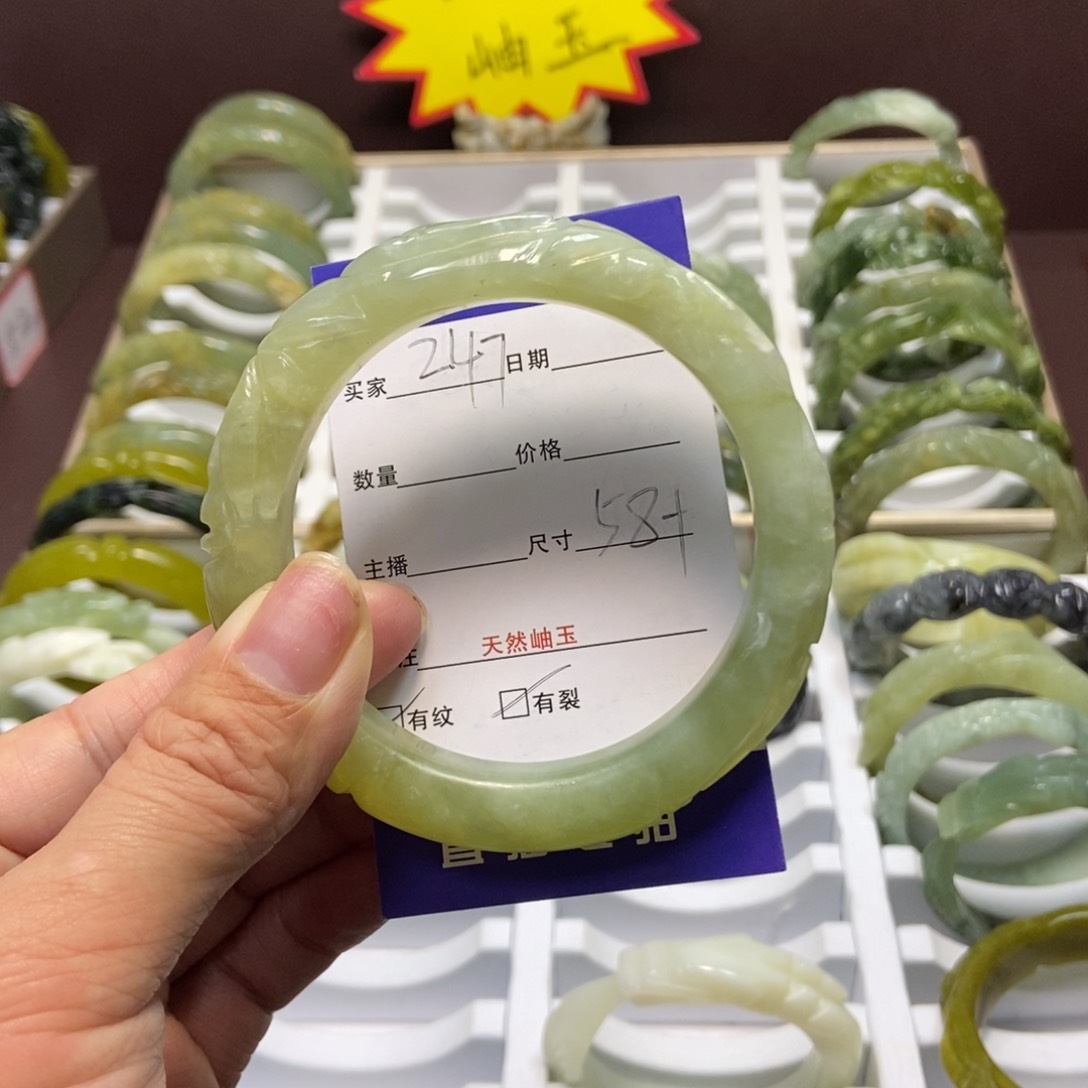 岫玉
买家 247 日期
数量 价格
主播 尺寸 58+
注 天然岫玉
有纹 有裂